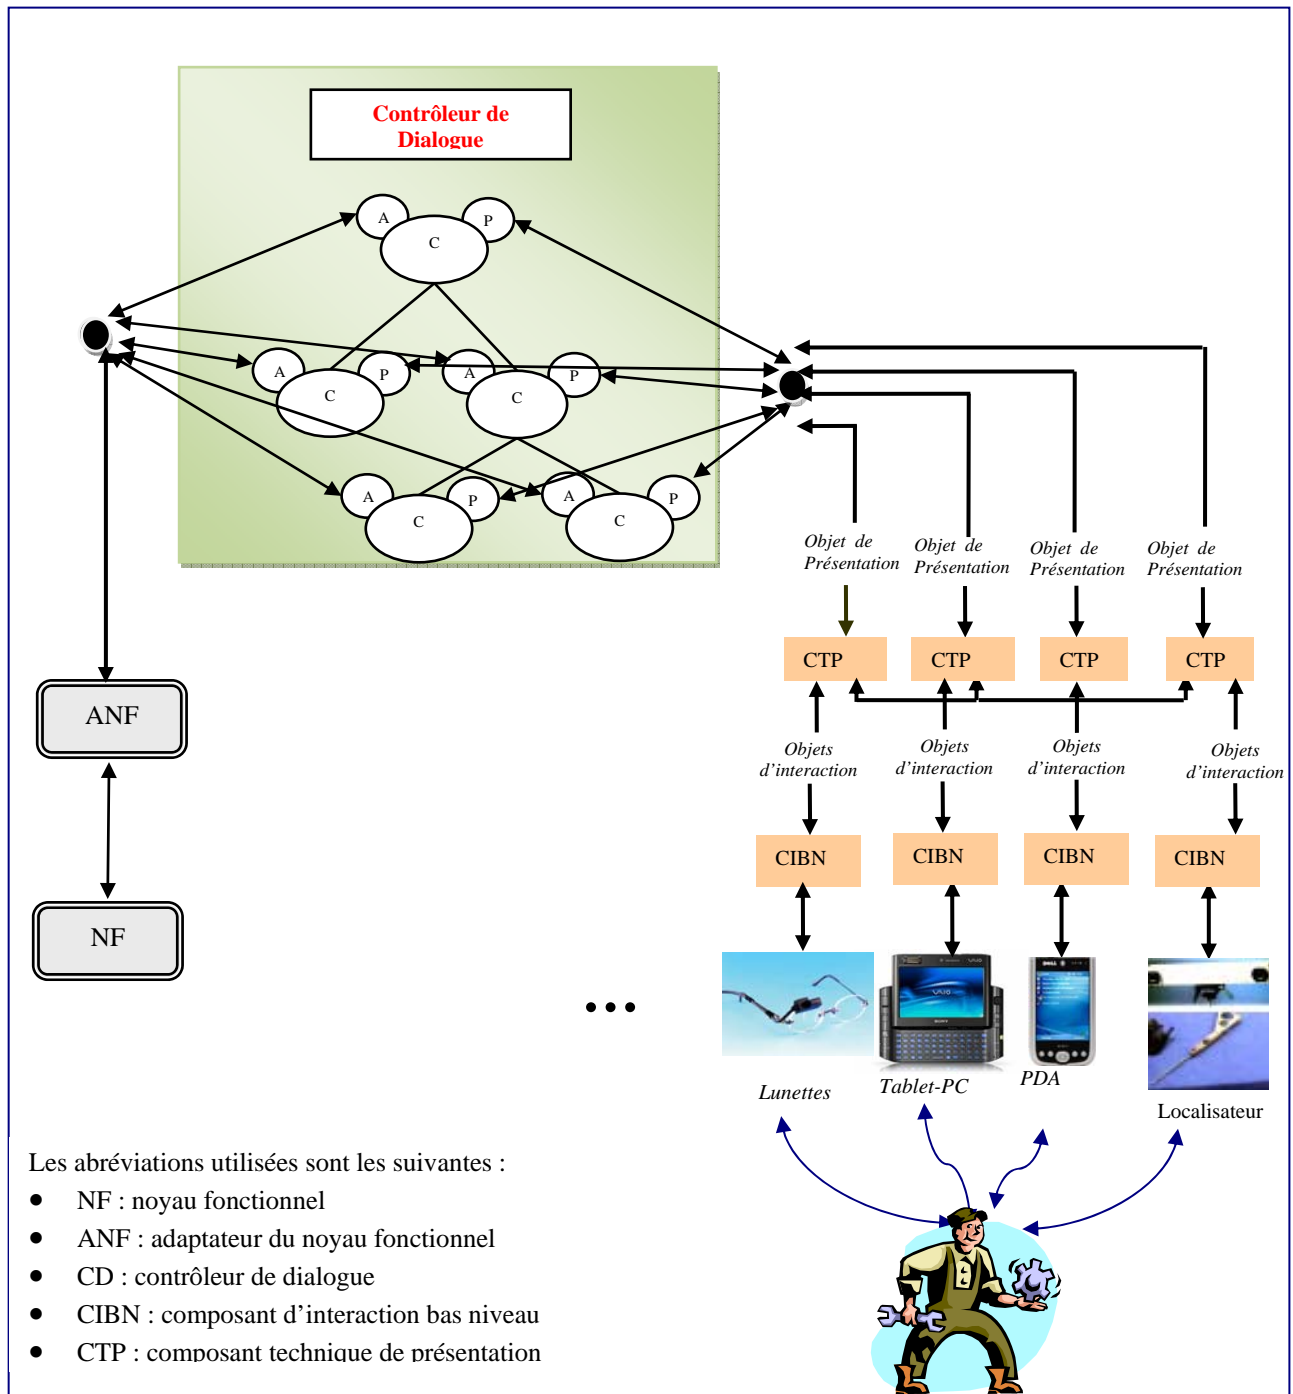 Contrôleur de
Dialogue
A
P
C
A
P
C
A
P
C
A
P
C
A
P
C
Objet de
Présentation
Objet de
Présentation
Objet de
Présentation
Objet de
Présentation
CTP
CTP
CTP
CTP
ANF
Objets
d’interaction
Objets
d’interaction
Objets
d’interaction
Objets
d’interaction
CIBN
CIBN
CIBN
CIBN
NF
VAIO
SONY
DELL
...
Lunettes
Tablet-PC
PDA
Localisateur
Les abréviations utilisées sont les suivantes :
• NF : noyau fonctionnel
• ANF : adaptateur du noyau fonctionnel
• CD : contrôleur de dialogue
• CIBN : composant d’interaction bas niveau
• CTP : composant technique de présentation